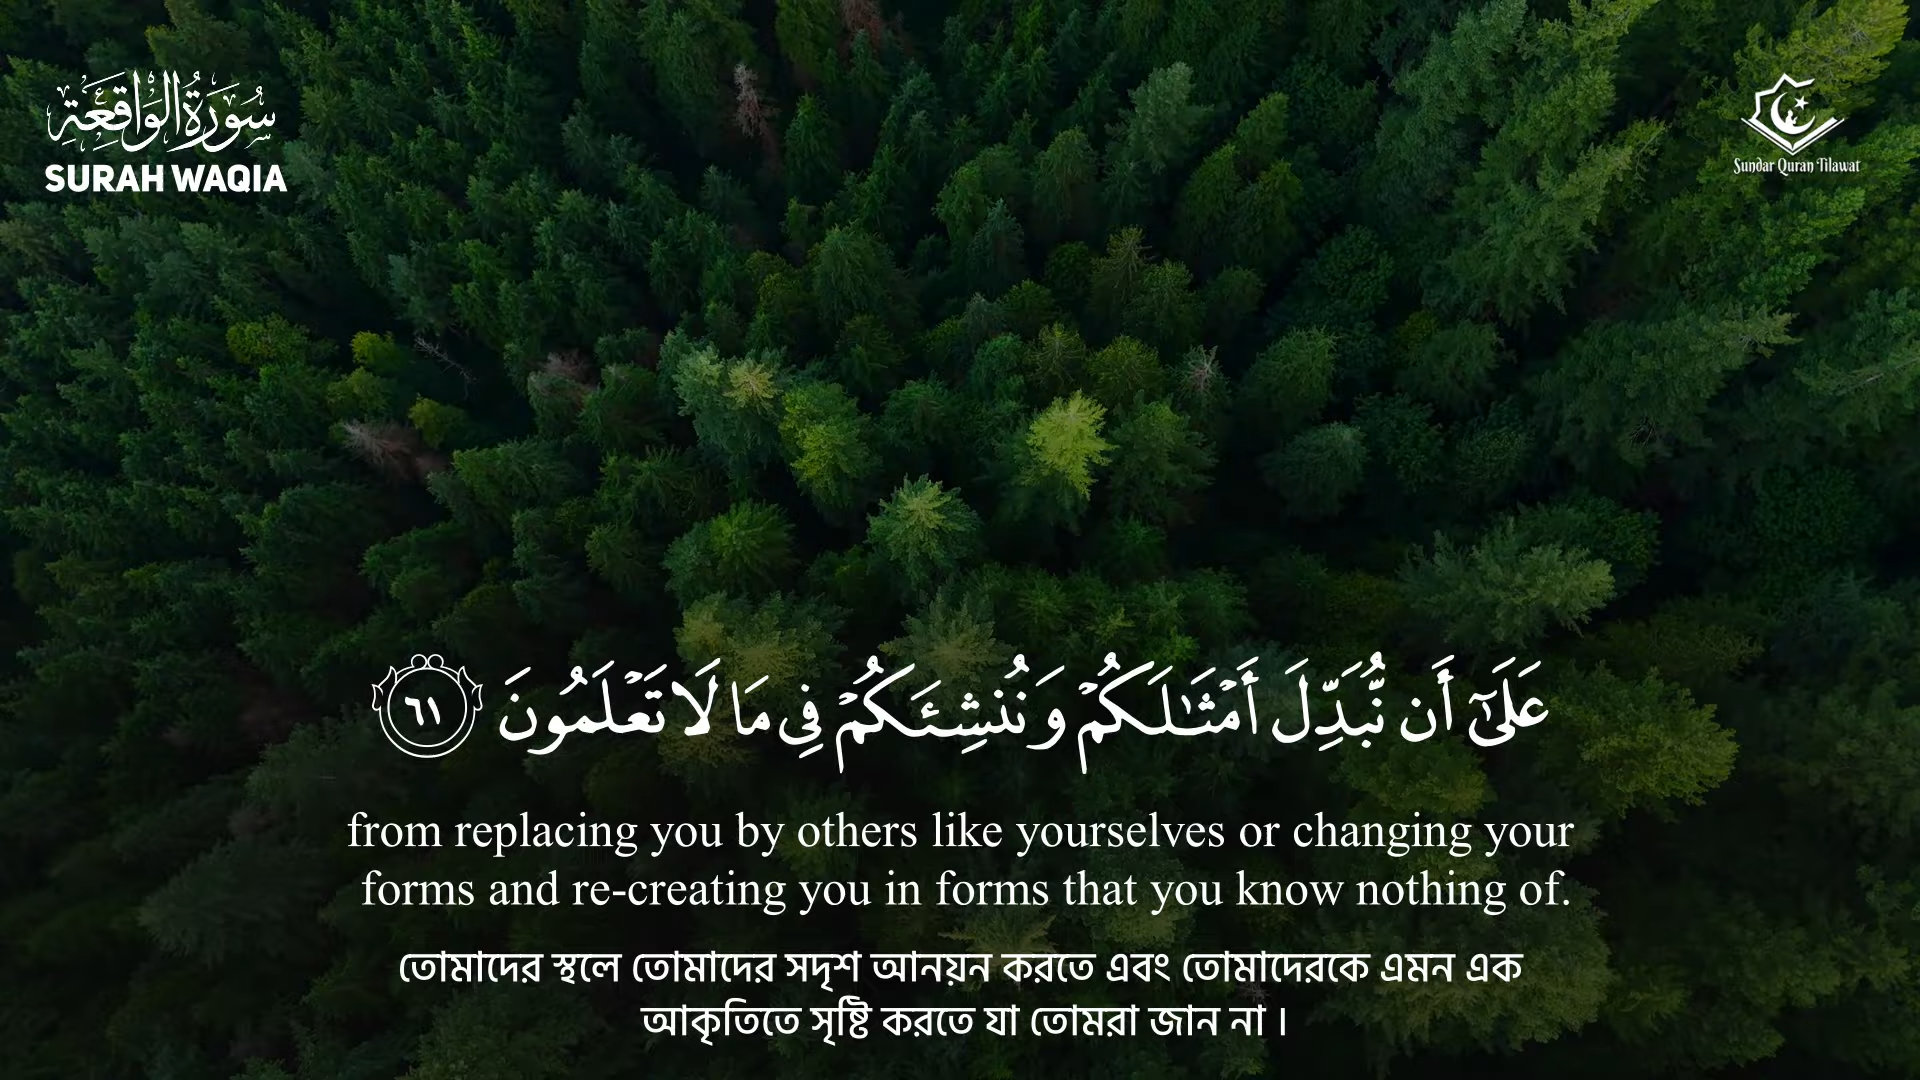 سُورَةُ الْوَاقِعَةِ
SURAH WAQIA
Sundar Quran Tilawat
عَلَىٰٓ أَن نُّبَدِّلَ أَمْثَـٰلَكُمْ وَنُنشِئَكُمْ فِى مَا لَا تَعْلَمُونَ ٦١
from replacing you by others like yourselves or changing your
forms and re-creating you in forms that you know nothing of.
তোমাদের স্থলে তোমাদের সদৃশ আনয়ন করতে এবং তোমাদেরকে এমন এক
আকৃতিতে সৃষ্টি করতে যা তোমরা জান না।